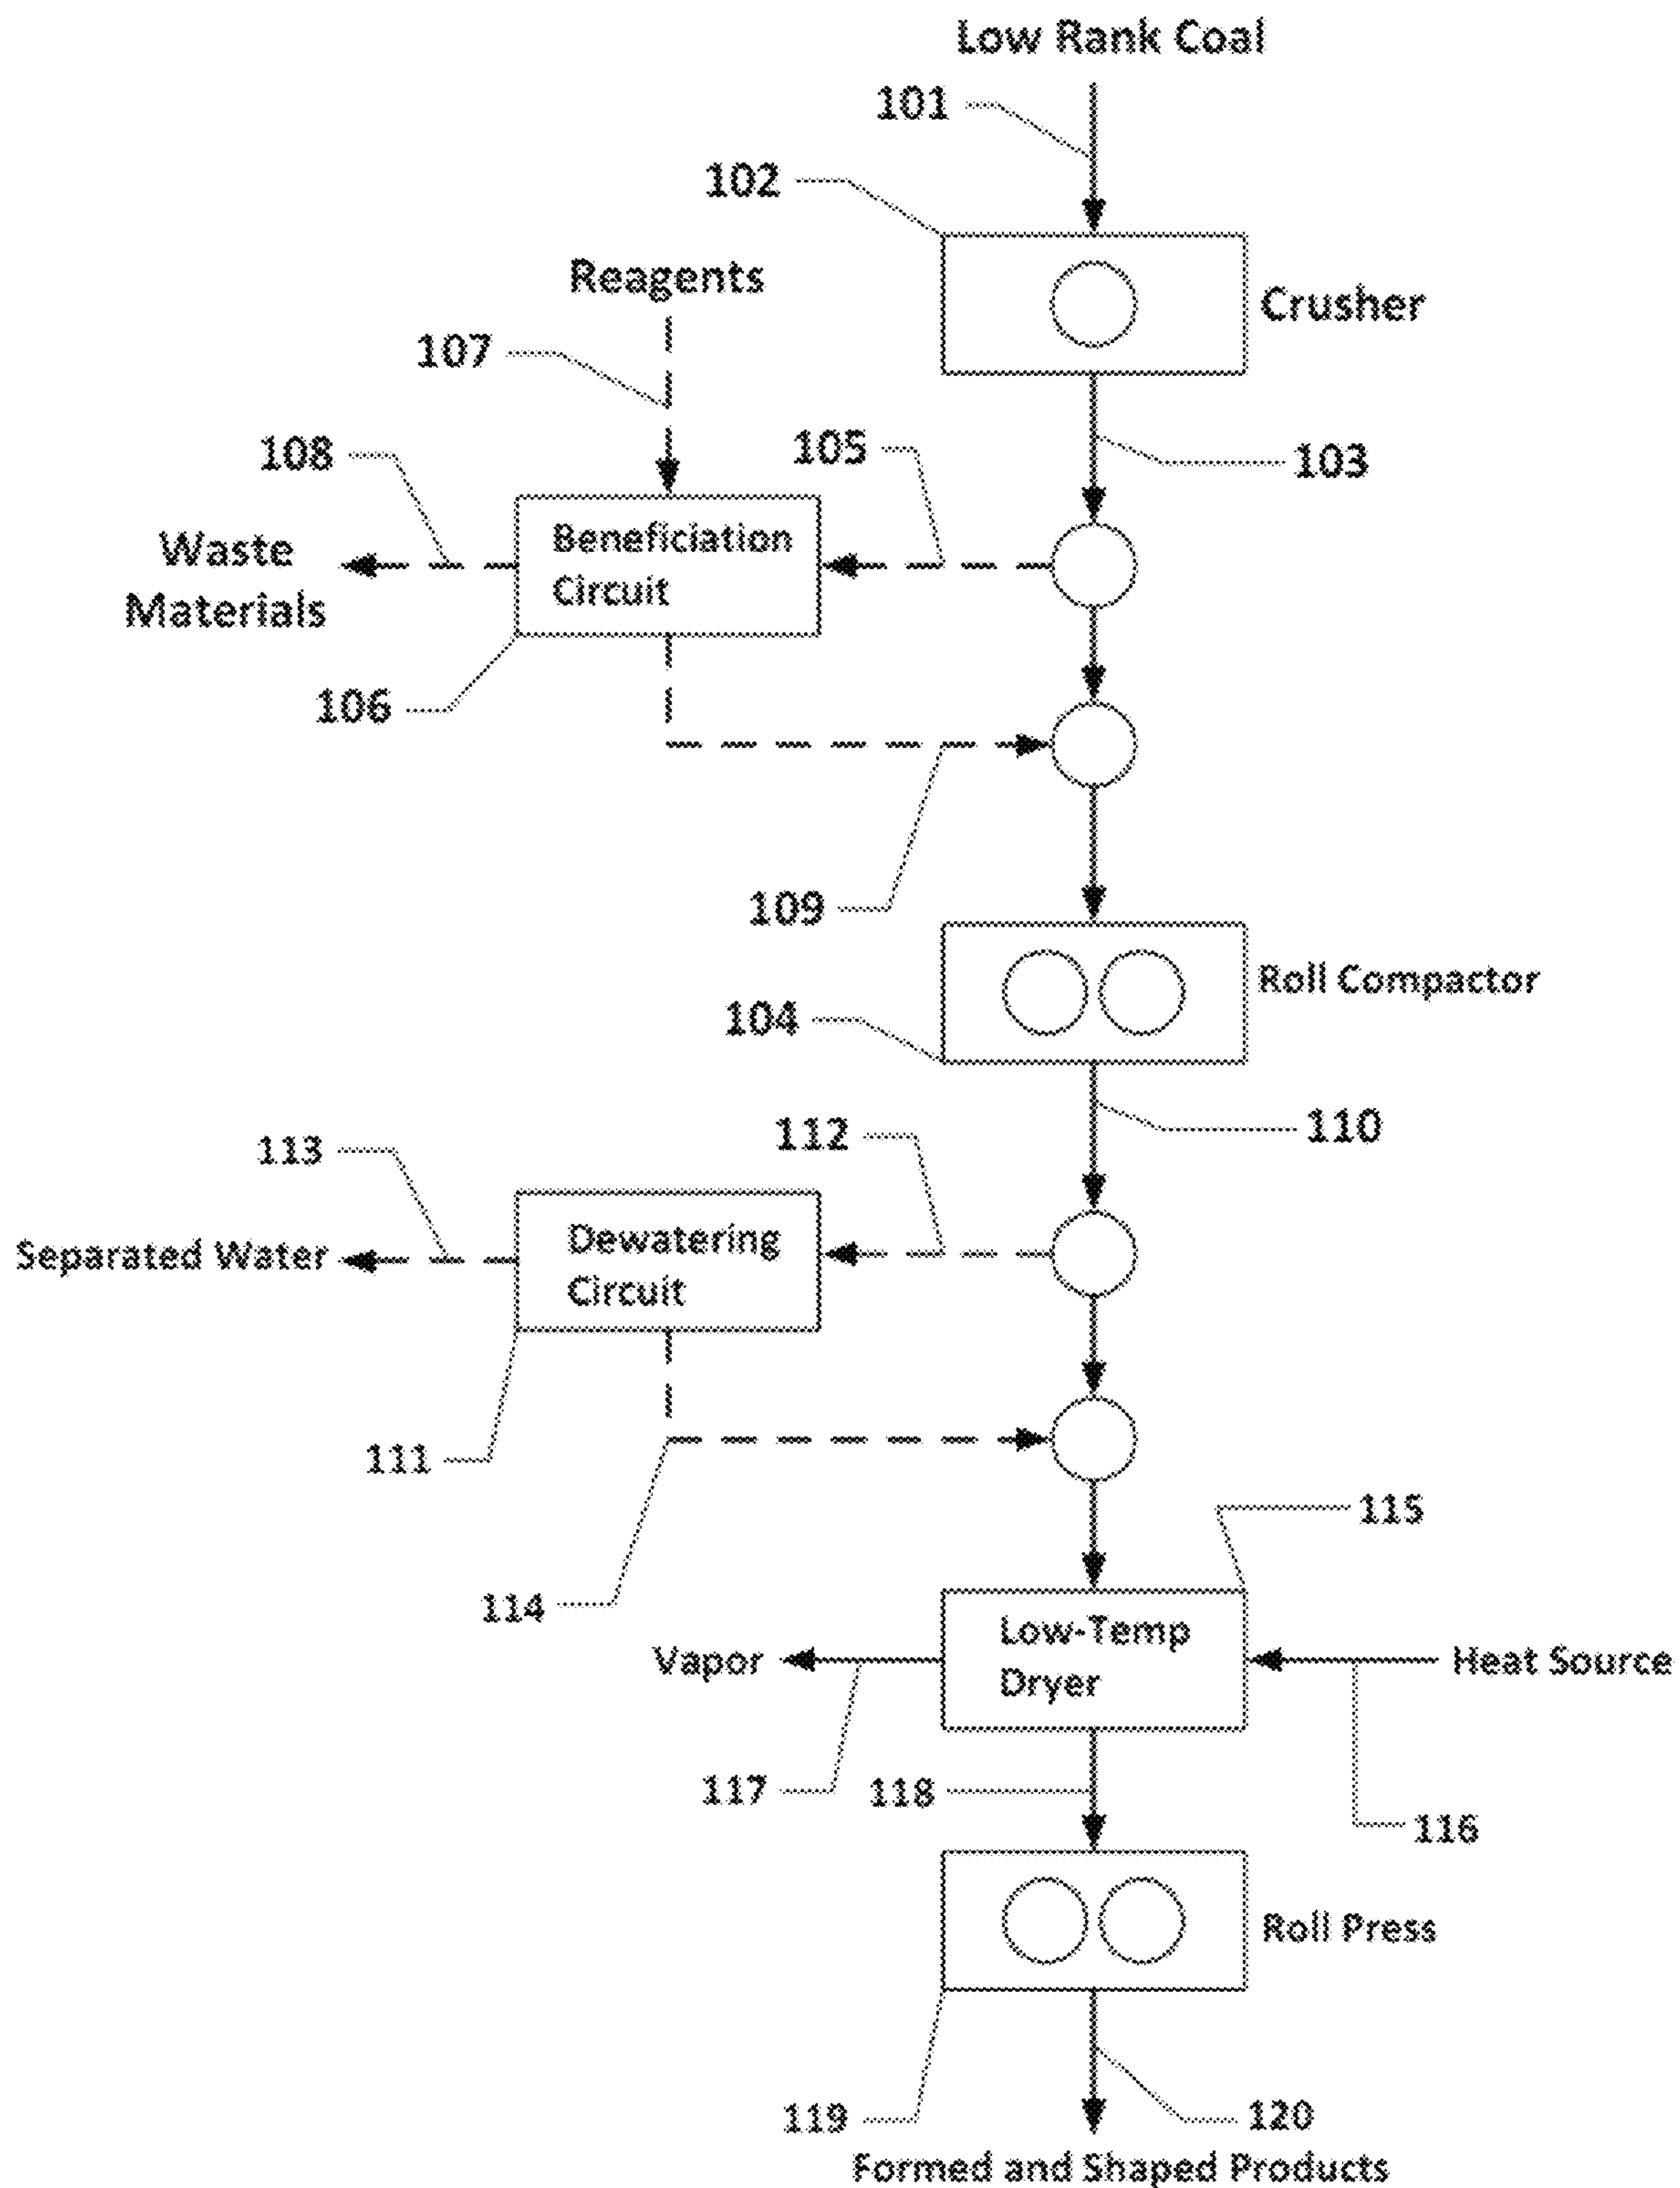 Low Rank Coal
101
102
Reagents
Crusher
107
108
105
103
Beneficiation
Circuit
Waste
Materials
106
109
Roll Compactor
104
110
112
113
Dewatering
Circuit
Separated Water
111
115
114
Low-Temp
Dryer
Vapor
Heat Source
117
118
116
Roll Press
119
120
Formed and Shaped Products